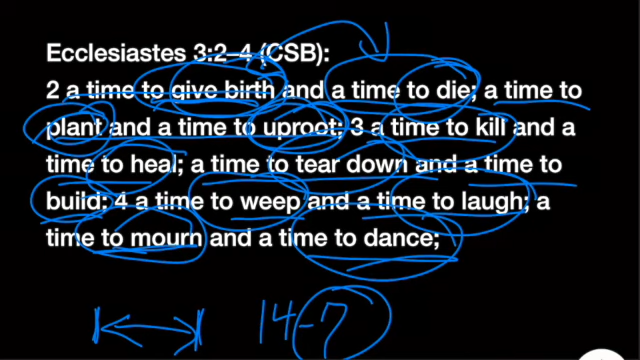 Ecclesiastes 3:2–4 (CSB):
2 a time to give birth and a time to die; a time to
plant and a time to uproot; 3 a time to kill and a
time to heal; a time to tear down and a time to
build; 4 a time to weep and a time to laugh; a
time to mourn and a time to dance;
14-7